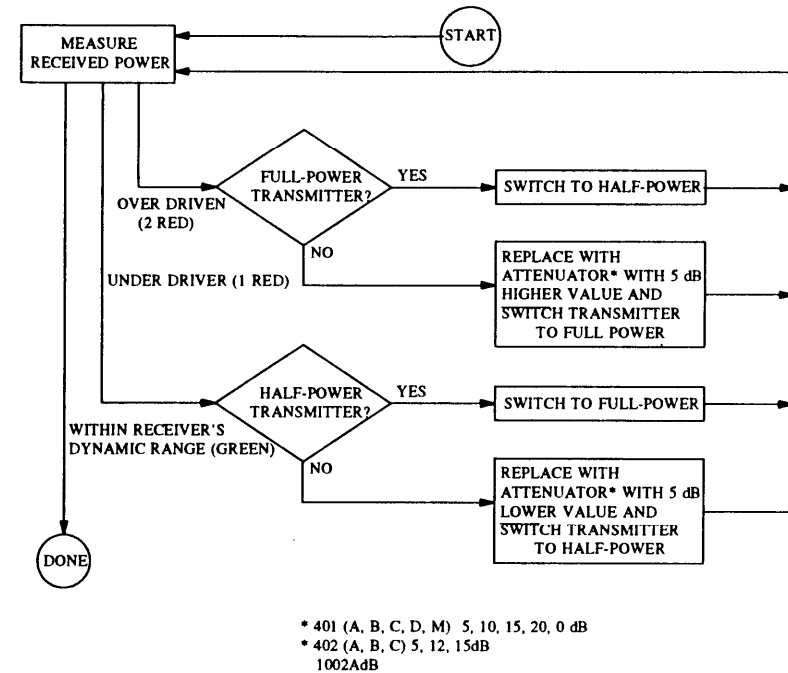 START
MEASURE
RECEIVED POWER
FULL-POWER
TRANSMITTER?
YES
SWITCH TO HALF-POWER
OVER DRIVEN
(2 RED)
NO
REPLACE WITH
ATTENUATOR* WITH 5 dB
HIGHER VALUE AND
SWITCH TRANSMITTER
TO FULL POWER
UNDER DRIVER (1 RED)
HALF-POWER
TRANSMITTER?
YES
SWITCH TO FULL-POWER
WITHIN RECEIVER'S
DYNAMIC RANGE (GREEN)
NO
REPLACE WITH
ATTENUATOR* WITH 5 dB
LOWER VALUE AND
SWITCH TRANSMITTER
TO HALF-POWER
DONE
* 401 (A, B, C, D, M) 5, 10, 15, 20, 0 dB
* 402 (A, B, C) 5, 12, 15dB
1002AdB